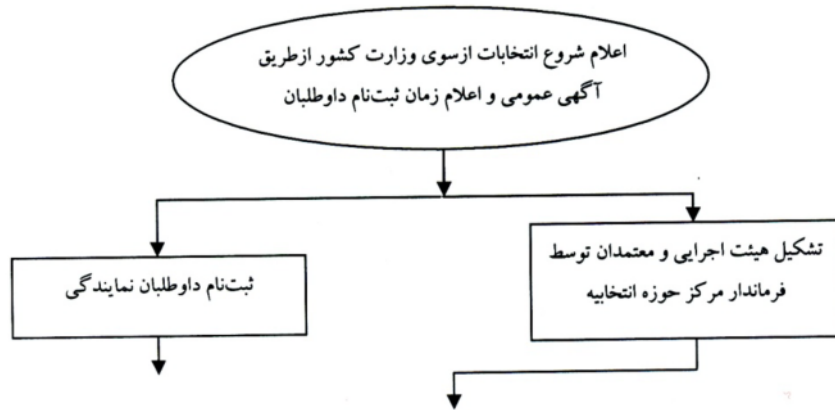 اعلام شروع انتخابات ازسوی وزارت کشور ازطریق
آگهی عمومی و اعلام زمان ثبت‌نام داوطلبان
تشکیل هیئت اجرایی و معتمدان توسط
فرماندار مرکز حوزه انتخابیه
ثبت‌نام داوطلبان نمایندگی